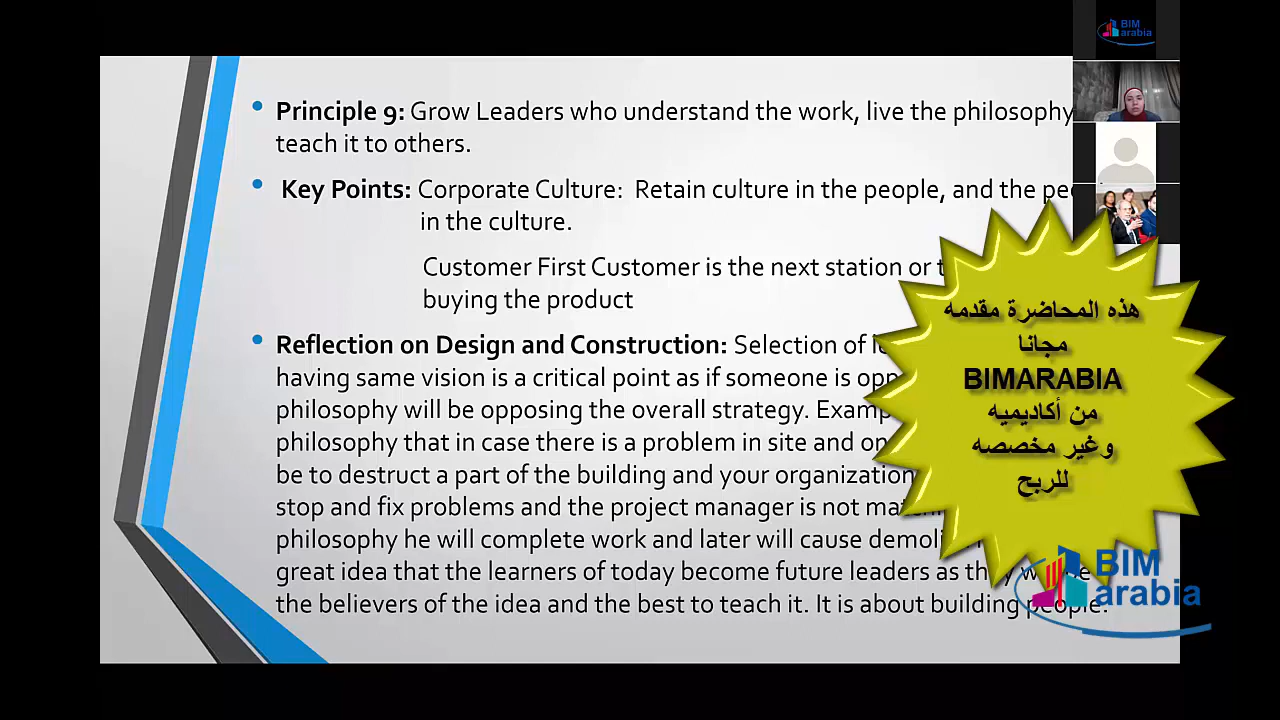 BIM
arabia
Principle 9: Grow Leaders who understand the work, live the philosophy
teach it to others.
Key Points: Corporate Culture: Retain culture in the people, and the
in the culture.
Customer First Customer is the next station or
buying the product
Reflection on Design and Construction: Selection of
having same vision is a critical point as if someone is
philosophy will be opposing the overall strategy.
philosophy that in case there is a problem in site and
be to destruct a part of the building and your organization
stop and fix problems and the project manager is not
philosophy he will complete work and later will cause
great idea that the learners of today become future leaders as
the believers of the idea and the best to teach it. It is about building people.
هذه المحاضرة مقدمه
مجانا
BIMARABIA
من أكاديميه
وغير مخصصه
للربح
BIM
arabia